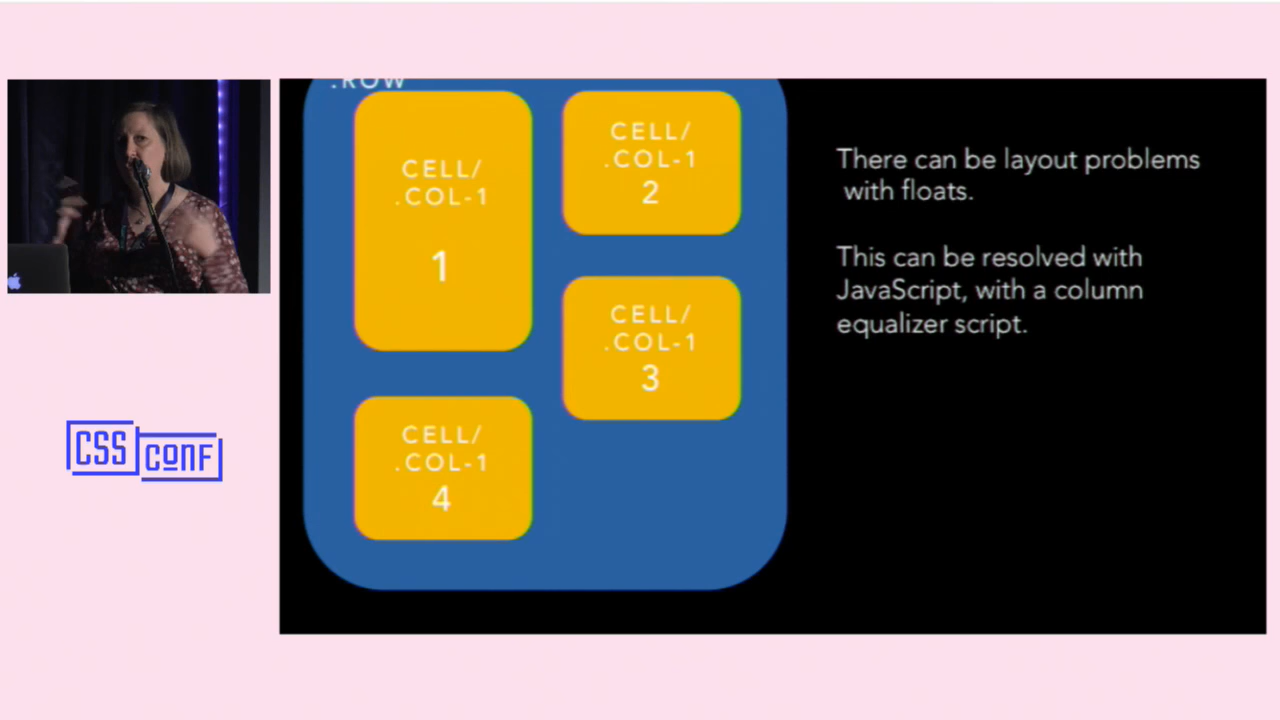 .ROW
CELL/
.COL-1
1
CELL/
.COL-1
2
CELL/
.COL-1
3
CELL/
.COL-1
4
There can be layout problems
with floats.
This can be resolved with
JavaScript, with a column
equalizer script.
CSS
CONF